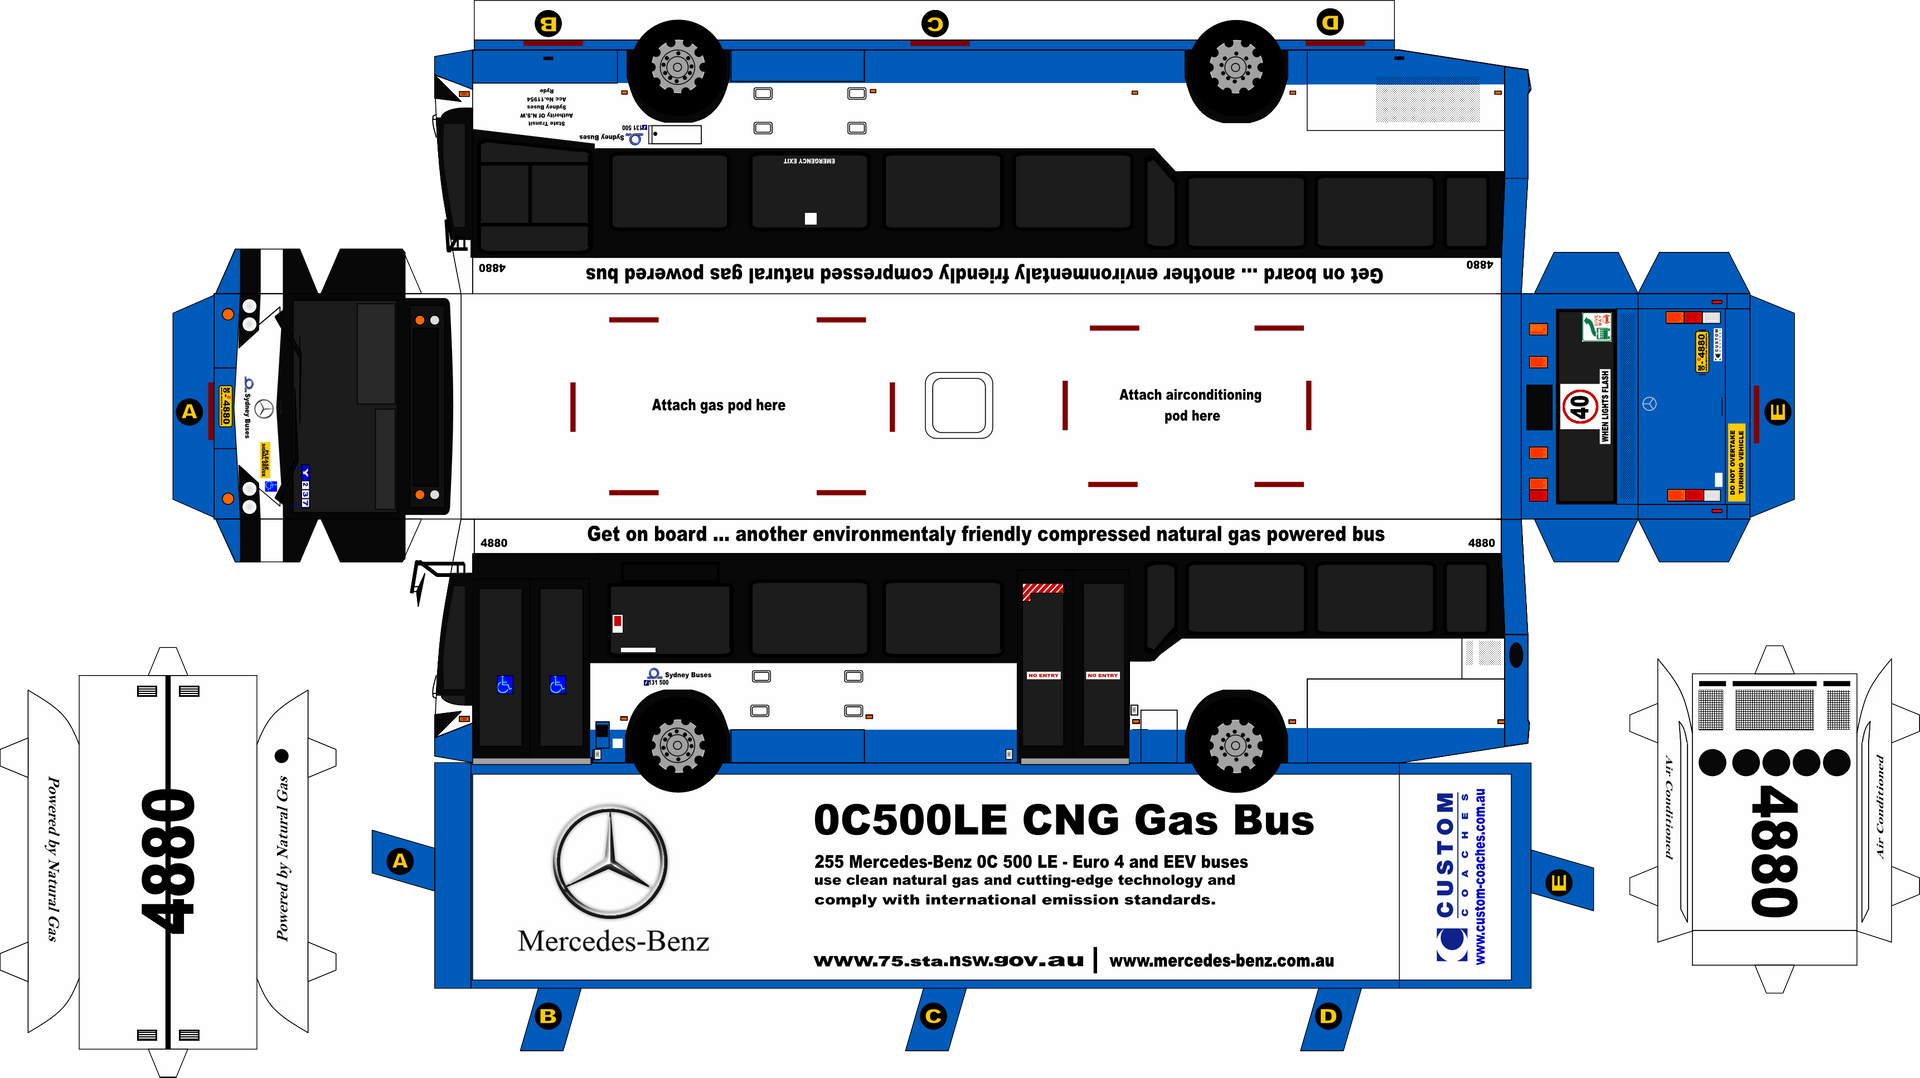 B
C
D
State Transit
Authority Of N.S.W
Sydney Buses
Acc No.11954
Ryde
Sydney Buses
131 500
EMERGENCY EXIT
4880
Get on board ... another environmentaly friendly compressed natural gas powered bus
4880
A
4880
Sydney Buses
Y 237
Attach gas pod here
Attach airconditioning
pod here
40
WHEN LIGHTS FLASH
4880
CUSTOM
DO NOT OVERTAKE
TURNING VEHICLE
E
4880
Get on board ... another environmentaly friendly compressed natural gas powered bus
4880
NO ENTRY
NO ENTRY
Sydney Buses
131 500
Powered by Natural Gas
4880
Powered by Natural Gas
A
Mercedes-Benz
0C500LE CNG Gas Bus
255 Mercedes-Benz 0C 500 LE - Euro 4 and EEV buses
use clean natural gas and cutting-edge technology and
comply with international emission standards.
www.75.sta.nsw.gov.au | www.mercedes-benz.com.au
CUSTOM
COACHES
www.custom-coaches.com.au
E
B
C
D
Air Conditioned
4880
Air Conditioned